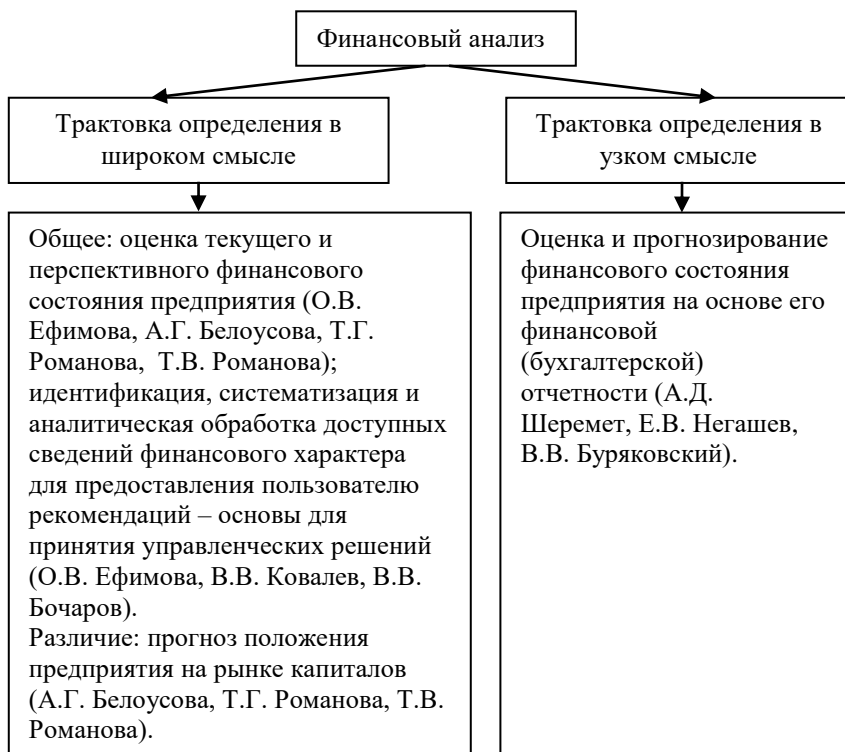 Финансовый анализ
Трактовка определения в
широком смысле
Трактовка определения в
узком смысле
Общее: оценка текущего и
перспективного финансового
состояния предприятия (О.В.
Ефимова, А.Г. Белоусова, Т.Г.
Романова, Т.В. Романова);
идентификация, систематизация и
аналитическая обработка доступных
сведений финансового характера
для предоставления пользователю
рекомендаций – основы для
принятия управленческих решений
(О.В. Ефимова, В.В. Ковалев, В.В.
Бочаров).
Различие: прогноз положения
предприятия на рынке капиталов
(А.Г. Белоусова, Т.Г. Романова, Т.В.
Романова).
Оценка и прогнозирование
финансового состояния
предприятия на основе его
финансовой
(бухгалтерской)
отчетности (А.Д.
Шеремет, Е.В. Негашев,
В.В. Буряковский).